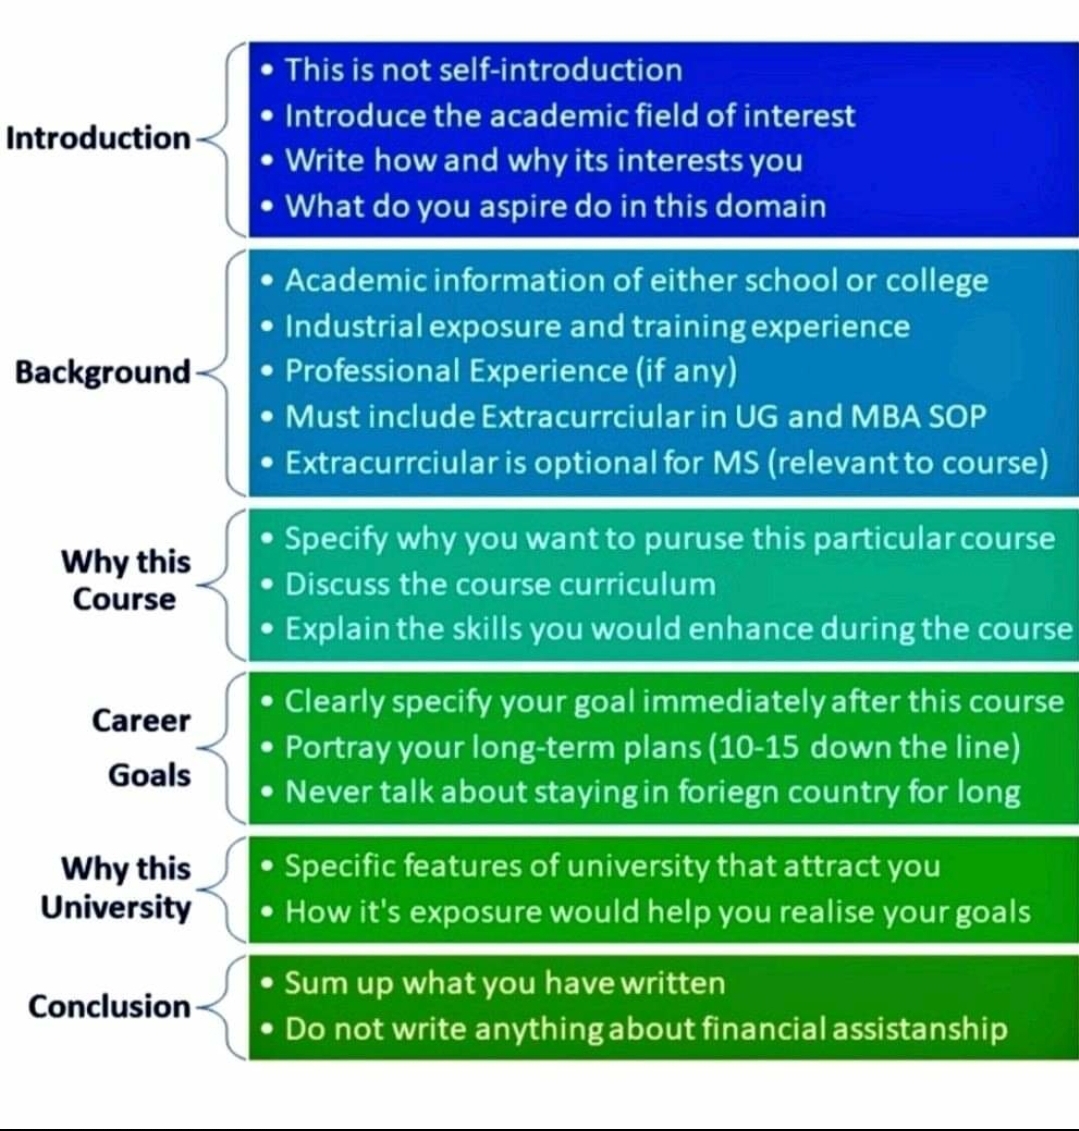 Introduction
• This is not self-introduction
• Introduce the academic field of interest
• Write how and why its interests you
• What do you aspire do in this domain
Background
• Academic information of either school or college
• Industrial exposure and training experience
• Professional Experience (if any)
• Must include Extracurrciular in UG and MBA SOP
• Extracurrciular is optional for MS (relevant to course)
Why this
Course
• Specify why you want to puruse this particular course
• Discuss the course curriculum
• Explain the skills you would enhance during the course
Career
Goals
• Clearly specify your goal immediately after this course
• Portray your long-term plans (10-15 down the line)
• Never talk about staying in foriegn country for long
Why this
University
• Specific features of university that attract you
• How it's exposure would help you realise your goals
Conclusion
• Sum up what you have written
• Do not write anything about financial assistanship